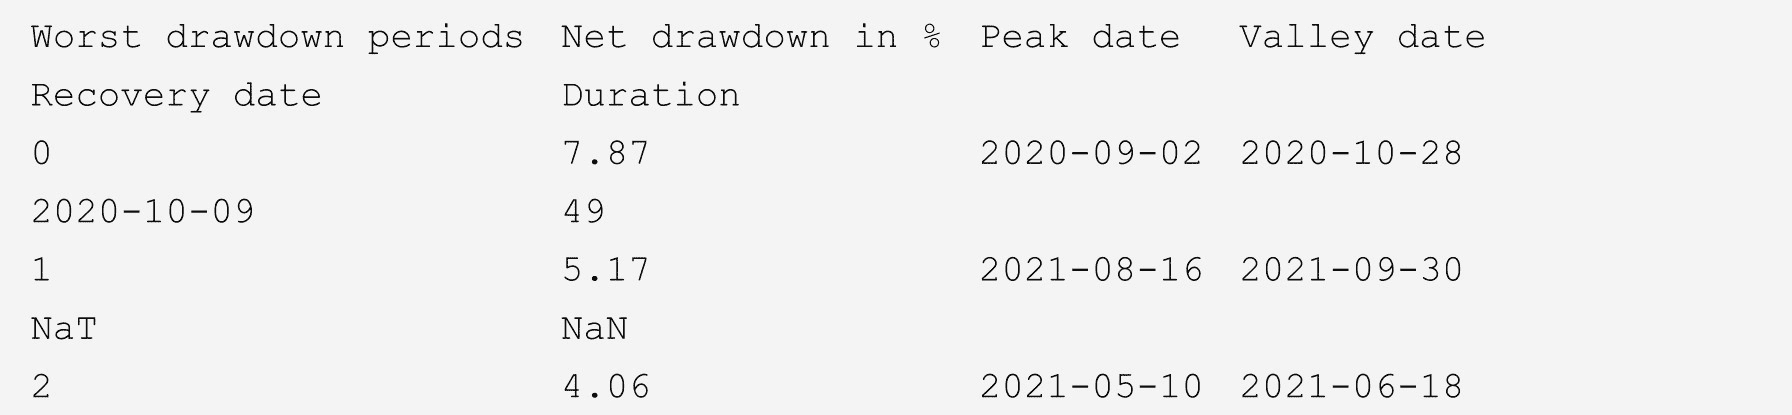 Worst drawdown periods Net drawdown in % Peak date Valley date
Recovery date Duration
0 7.87 2020-09-02 2020-10-28
2020-10-09 49
1 5.17 2021-08-16 2021-09-30
NaT NaN
2 4.06 2021-05-10 2021-06-18